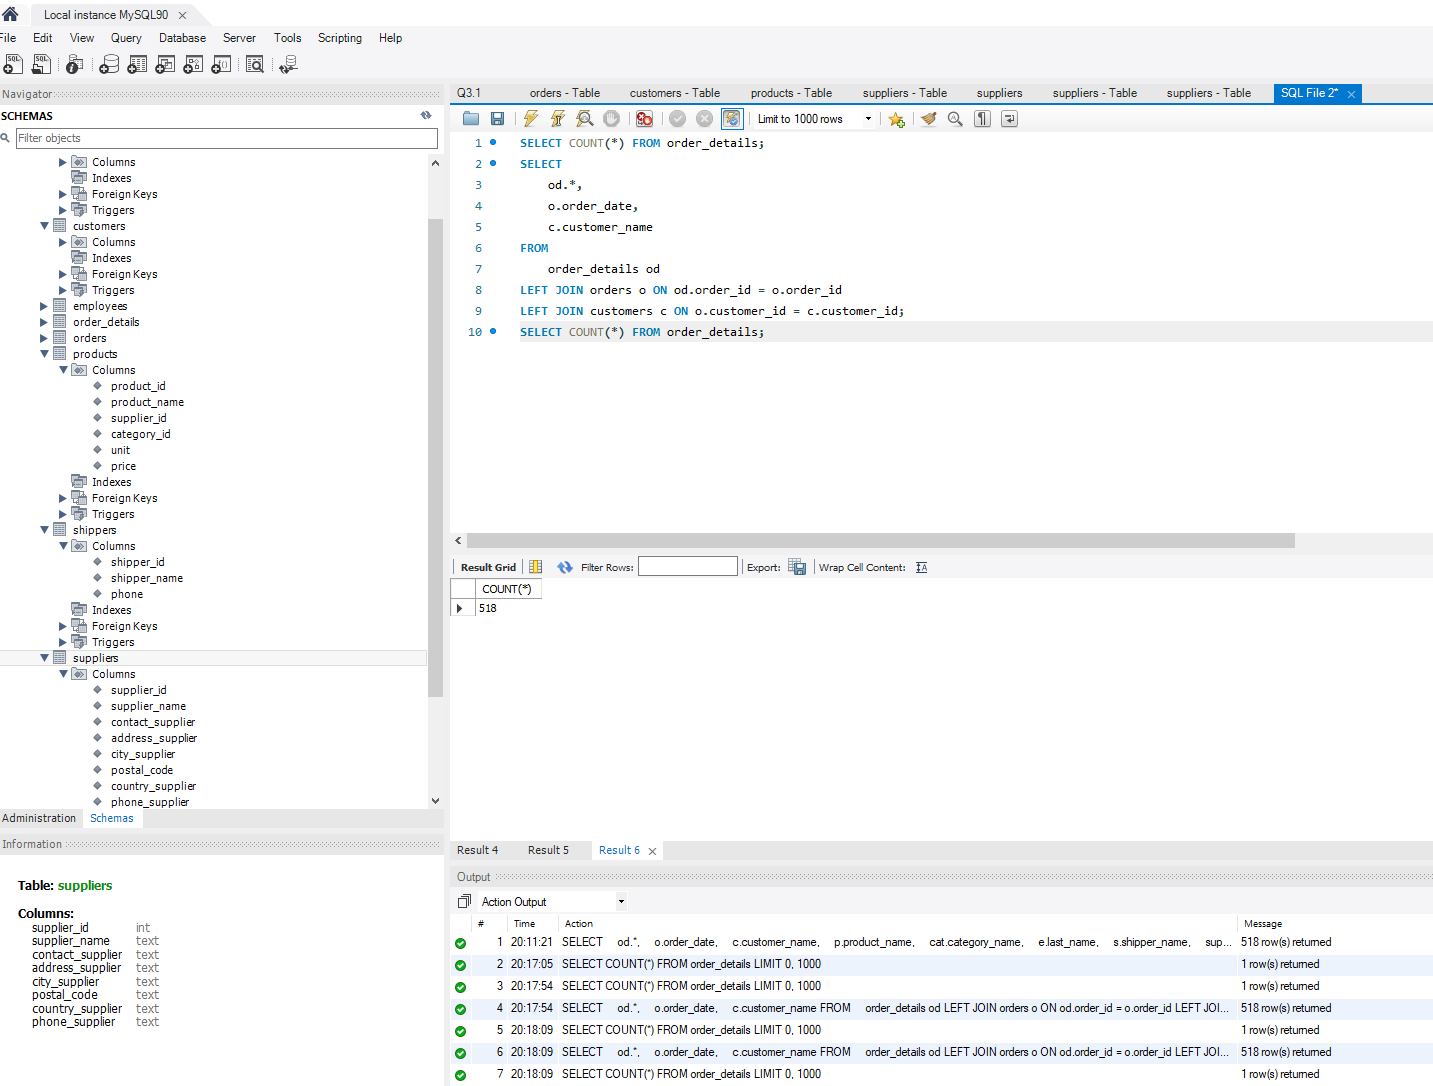 Local instance MySQL90
File Edit View Query Database Server Tools Scripting Help
Navigator
SCHEMAS
Filter objects
Columns
Indexes
Foreign Keys
Triggers
customers
Columns
Indexes
Foreign Keys
Triggers
employees
order_details
orders
products
Columns
product_id
product_name
supplier_id
category_id
unit
price
Indexes
Foreign Keys
Triggers
shippers
Columns
shipper_id
shipper_name
phone
Indexes
Foreign Keys
Triggers
suppliers
Columns
supplier_id
supplier_name
contact_supplier
address_supplier
city_supplier
postal_code
country_supplier
phone_supplier
Administration Schemas
Information
Table: suppliers
Columns:
supplier_id int
supplier_name text
contact_supplier text
address_supplier text
city_supplier text
postal_code text
country_supplier text
phone_supplier text
Q3.1 orders - Table customers - Table products - Table suppliers - Table suppliers suppliers - Table suppliers - Table SQL File 2*
Limit to 1000 rows
1 SELECT COUNT(*) FROM order_details;
2 SELECT
3 od.*,
4 o.order_date,
5 c.customer_name
6 FROM
7 order_details od
8 LEFT JOIN orders o ON od.order_id = o.order_id
9 LEFT JOIN customers c ON o.customer_id = c.customer_id;
10 SELECT COUNT(*) FROM order_details;
Result Grid Filter Rows: Export: Wrap Cell Content:
COUNT(*)
518
Result 4 Result 5 Result 6
Output
Action Output
# Time Action Message
1 20:11:21 SELECT od.*, o.order_date, c.customer_name, p.product_name, cat.category_name, e.last_name, s.shipper_name, sup... 518 row(s) returned
2 20:17:05 SELECT COUNT(*) FROM order_details LIMIT 0, 1000 1 row(s) returned
3 20:17:54 SELECT COUNT(*) FROM order_details LIMIT 0, 1000 1 row(s) returned
4 20:17:54 SELECT od.*, o.order_date, c.customer_name FROM order_details od LEFT JOIN orders o ON od.order_id = o.order_id LEFT JOI... 518 row(s) returned
5 20:18:09 SELECT COUNT(*) FROM order_details LIMIT 0, 1000 1 row(s) returned
6 20:18:09 SELECT od.*, o.order_date, c.customer_name FROM order_details od LEFT JOIN orders o ON od.order_id = o.order_id LEFT JOI... 518 row(s) returned
7 20:18:09 SELECT COUNT(*) FROM order_details LIMIT 0, 1000 1 row(s) returned